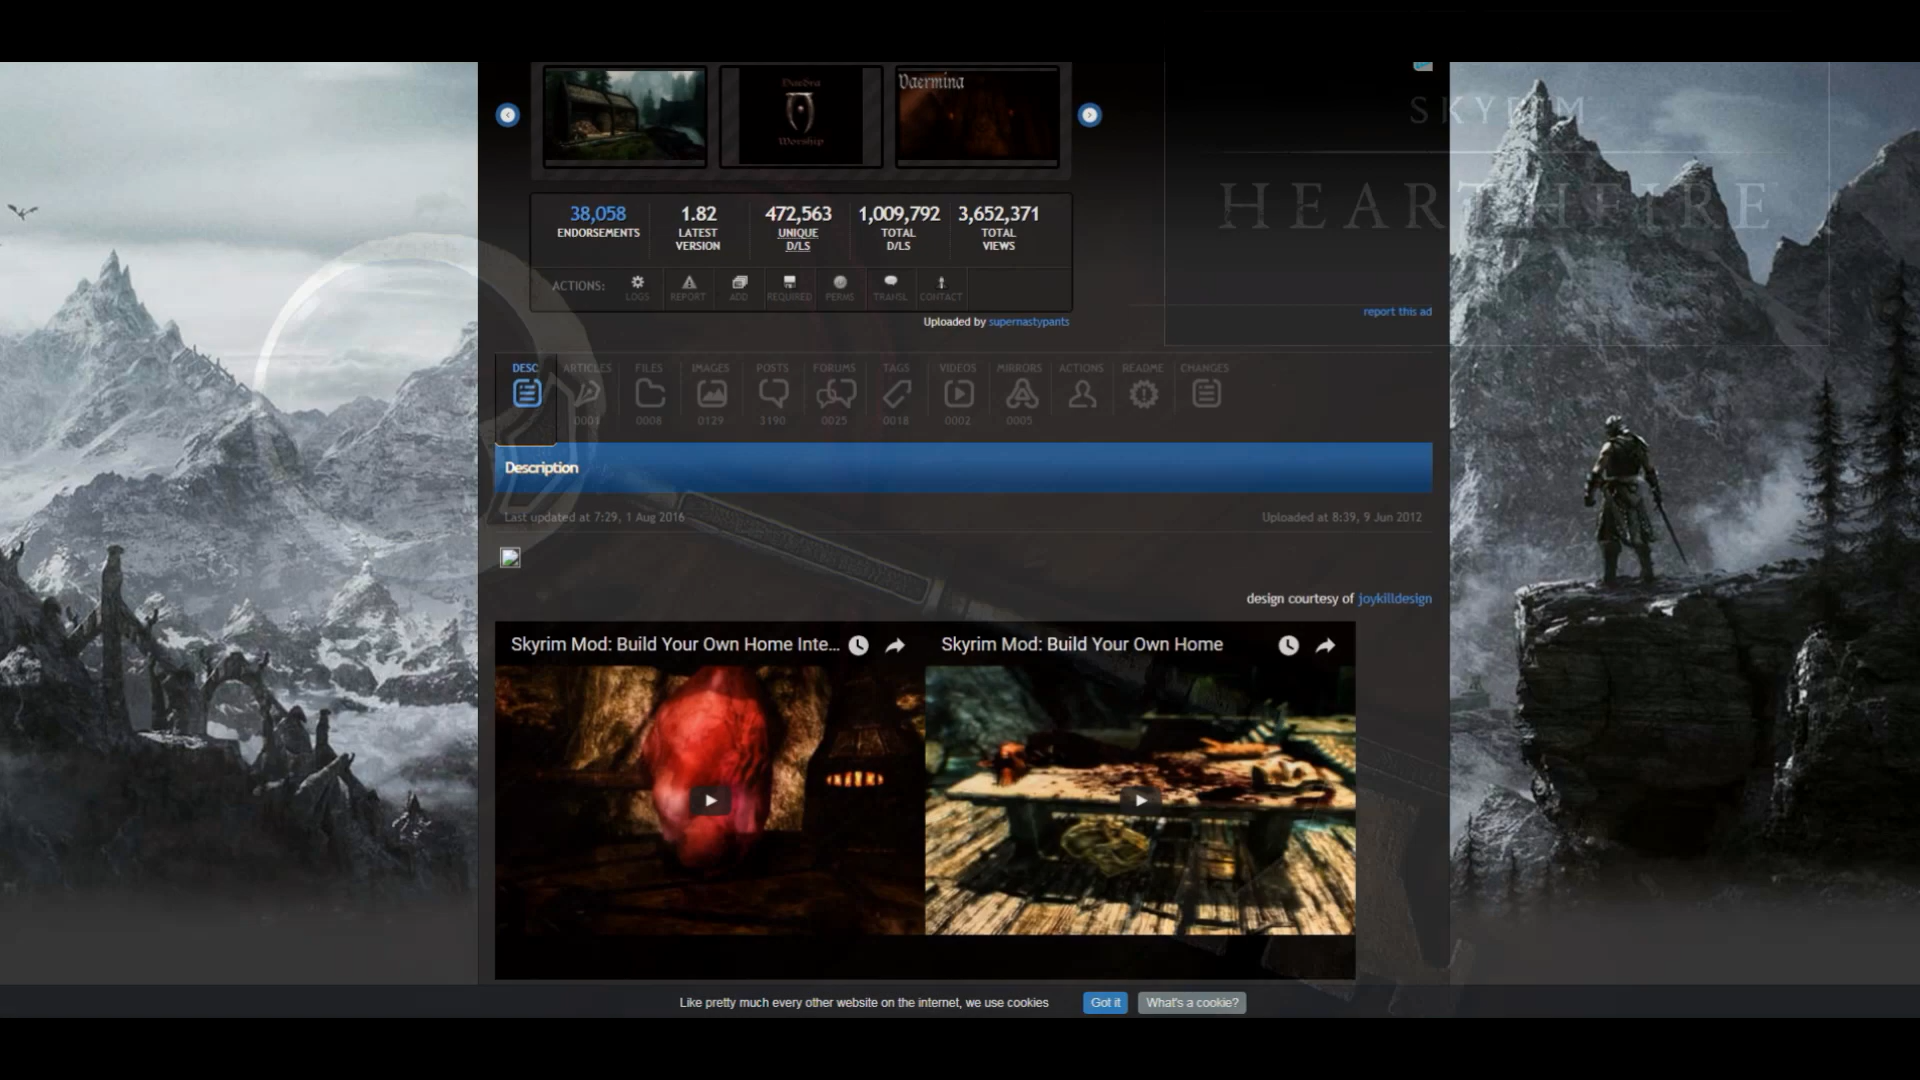 Daedra
Worship
Vaermina
SKYRIM
HEARTHFIRE
38,058
ENDORSEMENTS
1.82
LATEST
VERSION
472,563
UNIQUE
D/LS
1,009,792
TOTAL
D/LS
3,652,371
TOTAL
VIEWS
ACTIONS:
LOGS
REPORT
ADD
REQUIRED
PERMS
TRANSL
CONTACT
report this ad
Uploaded by supernastypants
DESC
ARTICLES
0001
FILES
0008
IMAGES
0129
POSTS
3190
FORUMS
0025
TAGS
0018
VIDEOS
0002
MIRRORS
0005
ACTIONS
README
CHANGES
Description
Last updated at 7:29, 1 Aug 2016
Uploaded at 8:39, 9 Jun 2012
design courtesy of joykilldesign
Skyrim Mod: Build Your Own Home Inte...
Skyrim Mod: Build Your Own Home
Like pretty much every other website on the internet, we use cookies
Got it
What's a cookie?